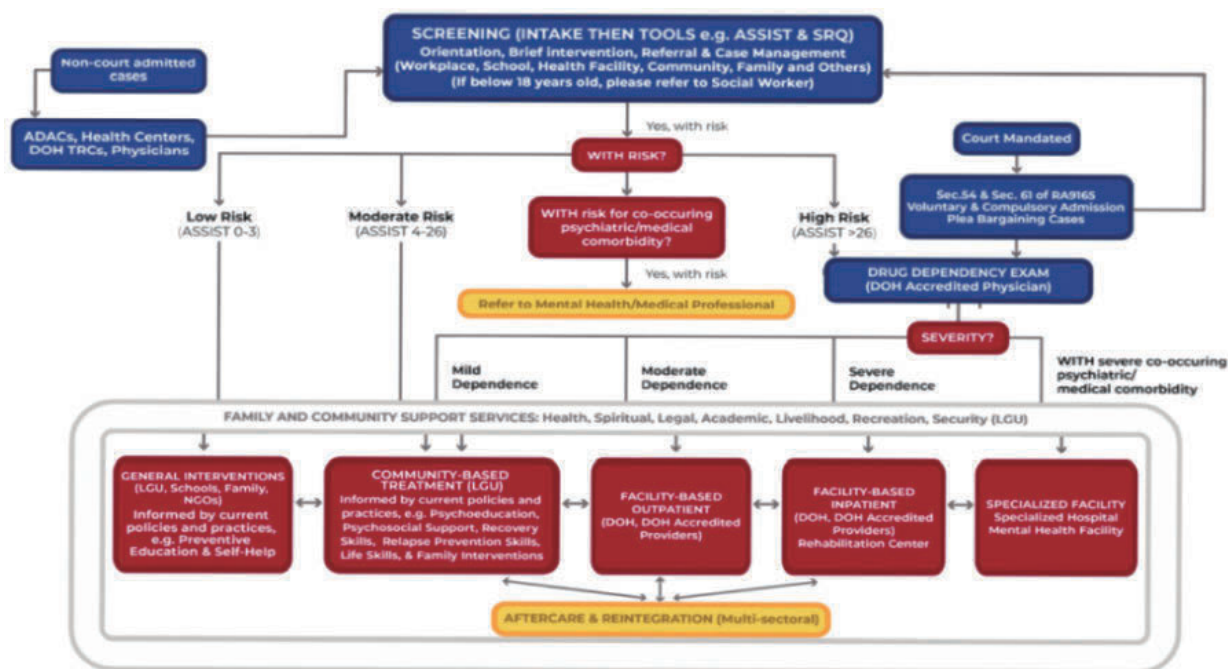 SCREENING (INTAKE THEN TOOLS e.g. ASSIST & SRQ)
Orientation, Brief intervention, Referral & Case Management
(Workplace, School, Health Facility, Community, Family and Others)
(If below 18 years old, please refer to Social Worker)
Non-court admitted
cases
ADACs, Health Centers,
DOH TRCs, Physicians
Yes, with risk
WITH RISK?
Court Mandated
Sec.54 & Sec. 61 of RA9165
Voluntary & Compulsory Admission
Plea Bargaining Cases
Low Risk
(ASSIST 0-3)
Moderate Risk
(ASSIST 4-26)
WITH risk for co-occuring
psychiatric/medical
comorbidity?
High Risk
(ASSIST >26)
Yes, with risk
Refer to Mental Health/Medical Professional
DRUG DEPENDENCY EXAM
(DOH Accredited Physician)
SEVERITY?
Mild
Dependence
Moderate
Dependence
Severe
Dependence
WITH severe co-occuring
psychiatric/
medical comorbidity
FAMILY AND COMMUNITY SUPPORT SERVICES: Health, Spiritual, Legal, Academic, Livelihood, Recreation, Security (LGU)
GENERAL INTERVENTIONS
(LGU, Schools, Family,
NGOs)
Informed by current
policies and practices,
e.g. Preventive
Education & Self-Help
COMMUNITY-BASED
TREATMENT (LGU)
Informed by current policies and
practices, e.g. Psychoeducation,
Psychosocial Support, Recovery
Skills, Relapse Prevention Skills,
Life Skills, & Family Interventions
FACILITY-BASED
OUTPATIENT
(DOH, DOH Accredited
Providers)
FACILITY-BASED
INPATIENT
(DOH, DOH Accredited
Providers)
Rehabilitation Center
SPECIALIZED FACILITY
Specialized Hospital
Mental Health Facility
AFTERCARE & REINTEGRATION (Multi-sectoral)